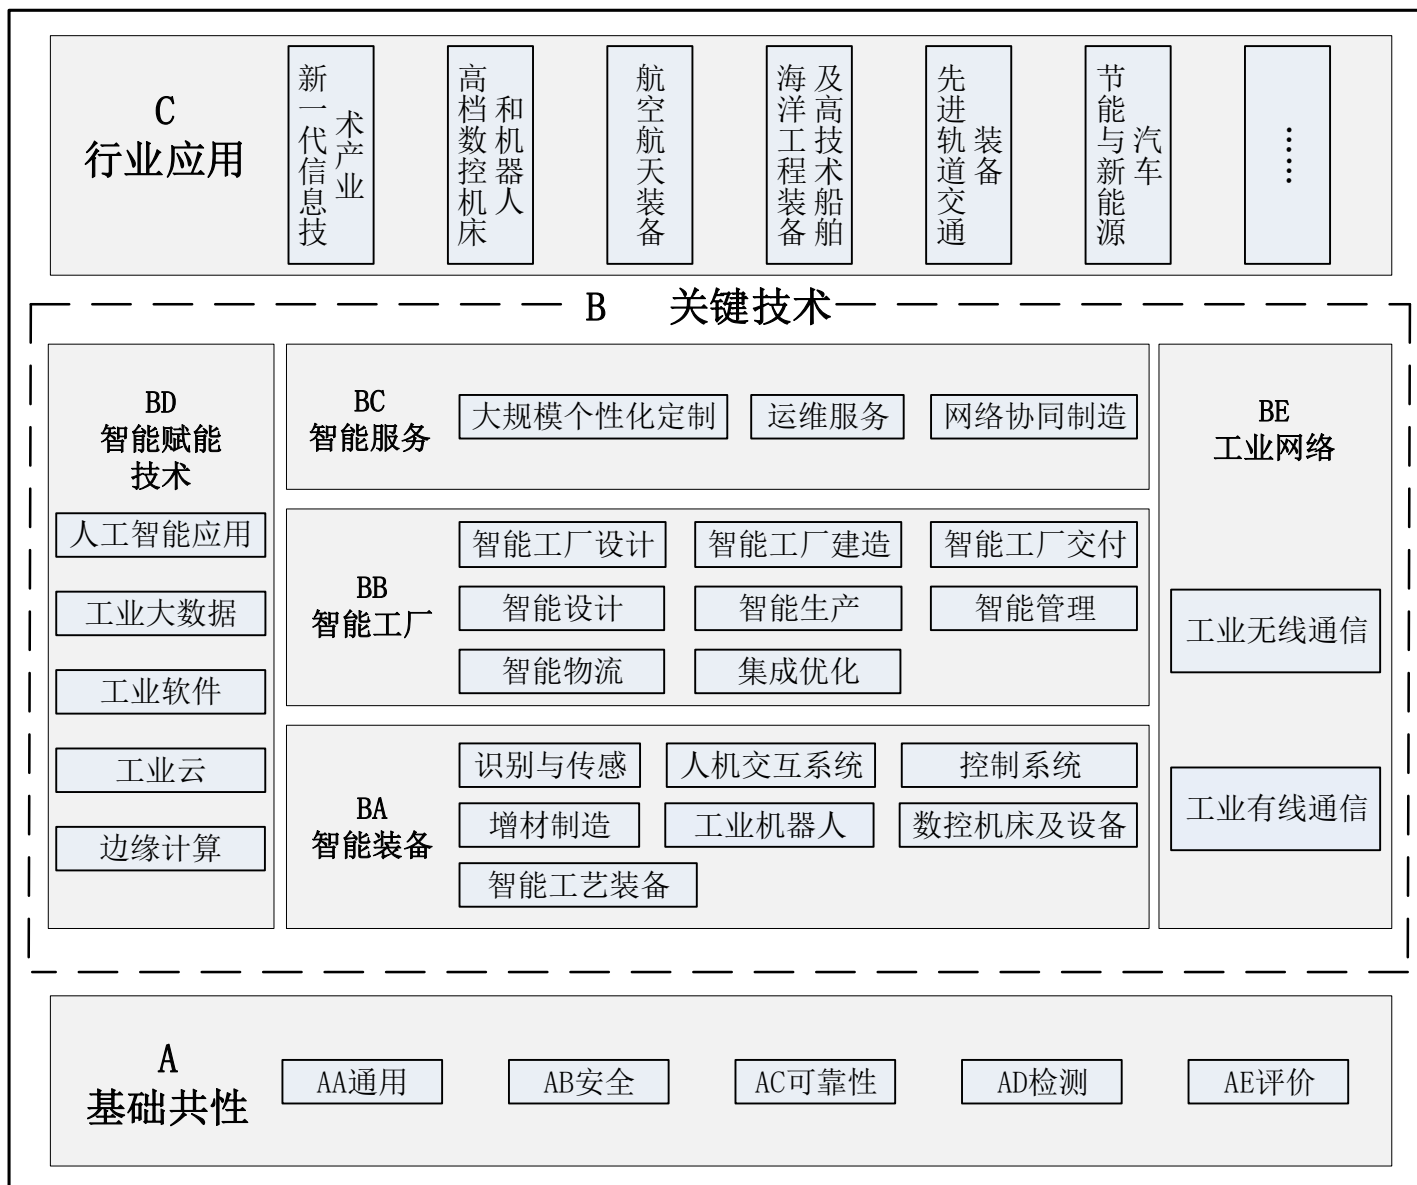 C
行业应用
新一代信息技
术产业
高档数控机床
和机器人
航空航天装备
海洋工程装备
及高技术船舶
先进轨道交通
装备
节能与新能源
汽车
……
B 关键技术
BD
智能赋能
技术
人工智能应用
工业大数据
工业软件
工业云
边缘计算
BC
智能服务
大规模个性化定制
运维服务
网络协同制造
BB
智能工厂
智能工厂设计
智能工厂建造
智能工厂交付
智能设计
智能生产
智能管理
智能物流
集成优化
BA
智能装备
识别与传感
人机交互系统
控制系统
增材制造
工业机器人
数控机床及设备
智能工艺装备
BE
工业网络
工业无线通信
工业有线通信
A
基础共性
AA通用
AB安全
AC可靠性
AD检测
AE评价